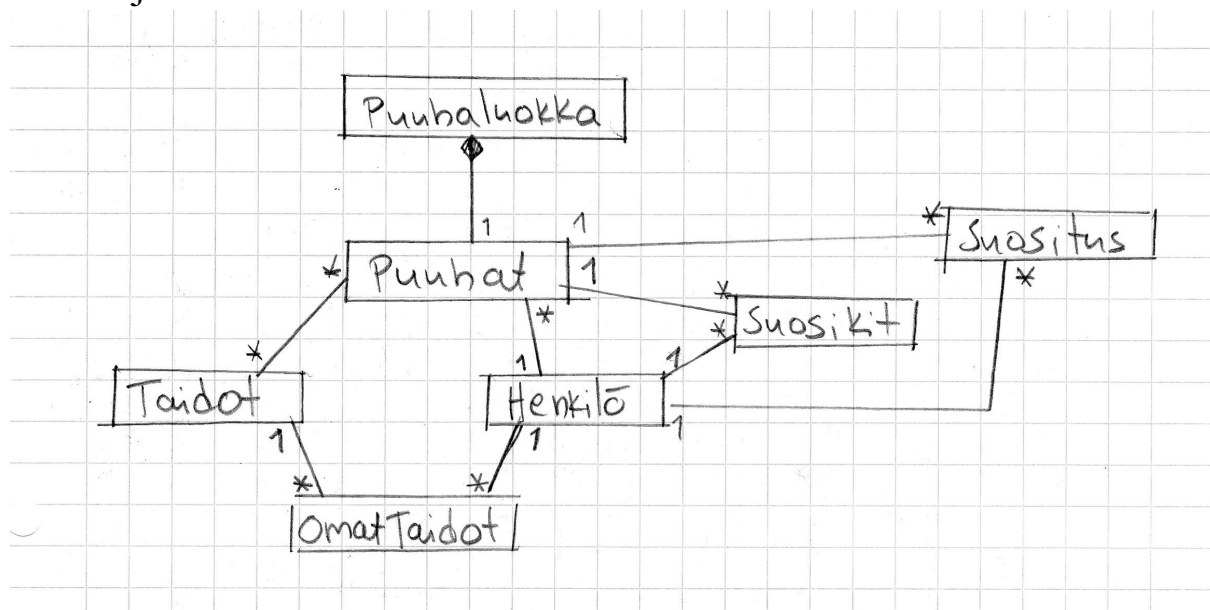 Puuhaluokka
1
1
*
Suositus
*
Puuhat
1
*
*
*
Suosikit
*
*
1
1
Taidot
Henkilö
1
1
1
*
*
OmatTaidot